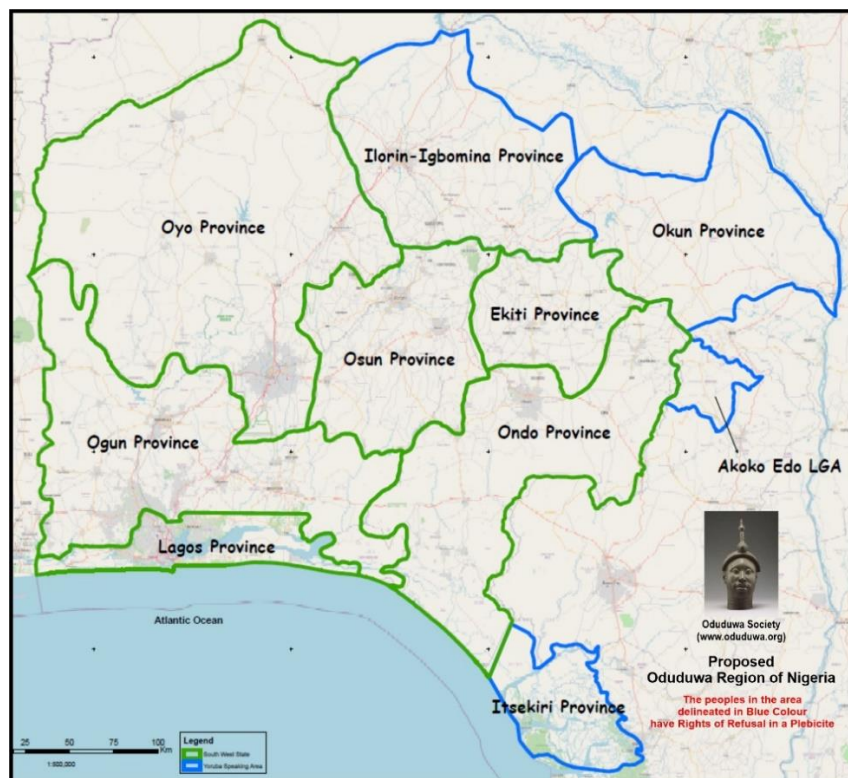 Ilorin-Igbomina Province
Oyo Province
Okun Province
Ekiti Province
Osun Province
Ogun Province
Ondo Province
Akoko Edo LGA
Lagos Province
Atlantic Ocean
Oduduwa Society
(www.oduduwa.org)
Proposed
Oduduwa Region of Nigeria
The peoples in the area
delineated in Blue Colour
have Rights of Refusal in a Plebicite
Itsekiri Province
Legend
South West State
Yoruba Speaking Area
25 50 75 100
Km
1:800,000